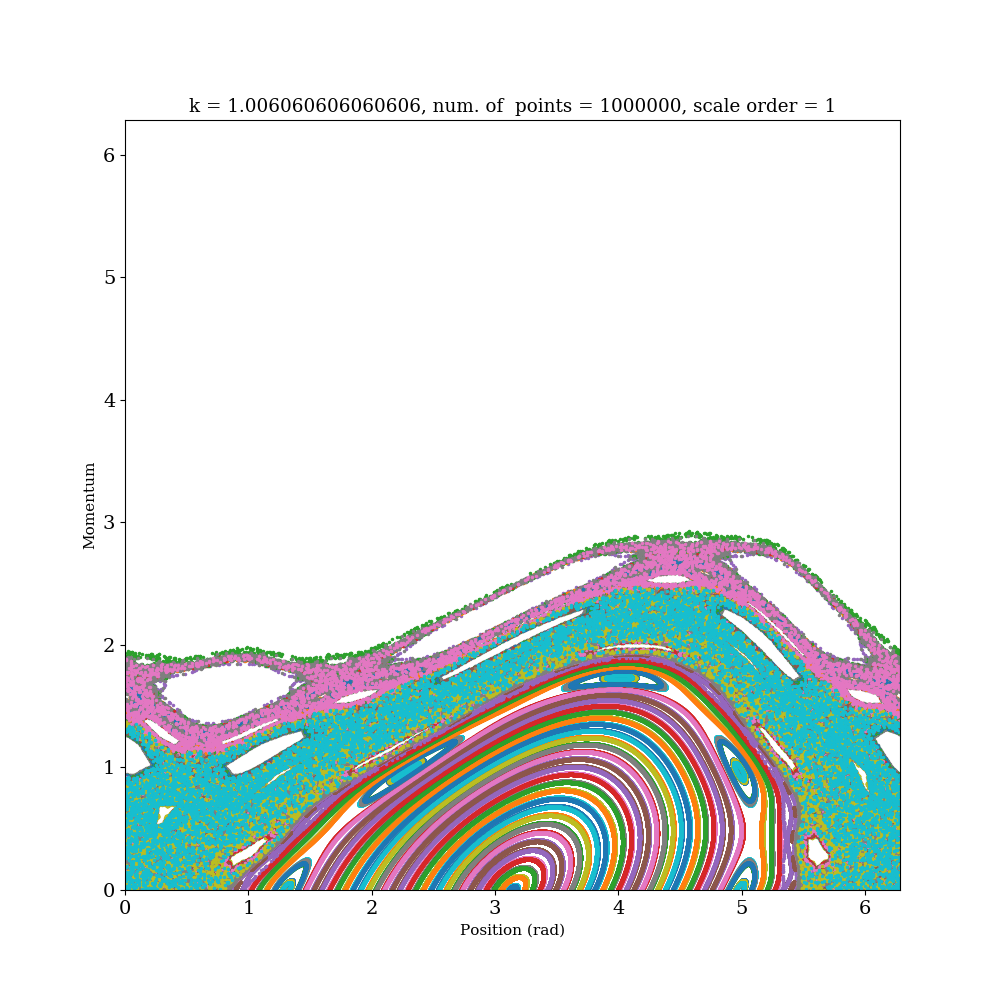 k = 1.006060606060606, num. of  points = 1000000, scale order = 1
6
5
4
3
2
1
0
Momentum
0 1 2 3 4 5 6
Position (rad)